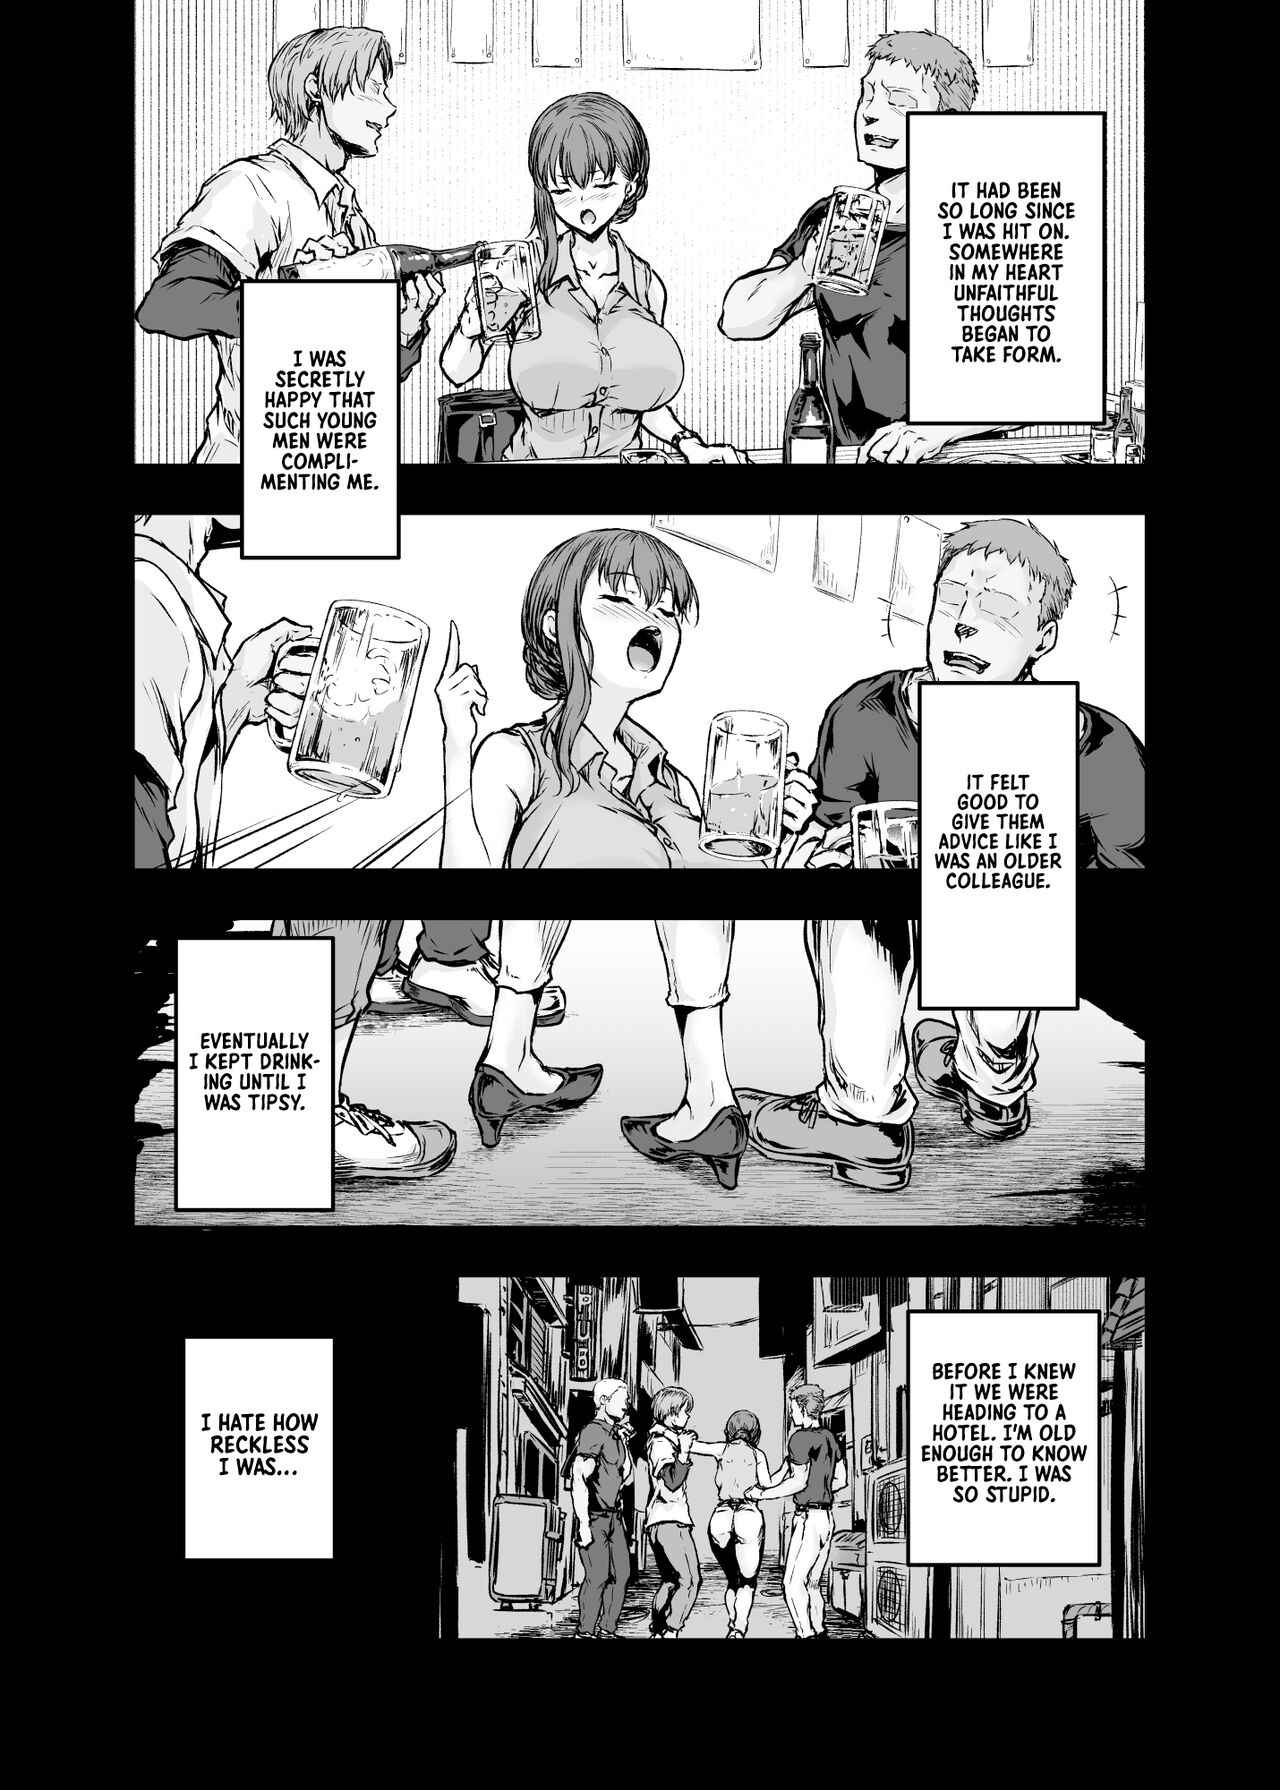 IT HAD BEEN
SO LONG SINCE
I WAS HIT ON.
SOMEWHERE
IN MY HEART
UNFAITHFUL
THOUGHTS
BEGAN TO
TAKE FORM.
I WAS
SECRETLY
HAPPY THAT
SUCH YOUNG
MEN WERE
COMPLI-
MENTING ME.
IT FELT
GOOD TO
GIVE THEM
ADVICE LIKE I
WAS AN OLDER
COLLEAGUE.
EVENTUALLY
I KEPT DRINK-
ING UNTIL I
WAS TIPSY.
PUB
BEFORE I KNEW
IT WE WERE
HEADING TO A
HOTEL. I'M OLD
ENOUGH TO KNOW
BETTER. I WAS
SO STUPID.
I HATE HOW
RECKLESS
I WAS...